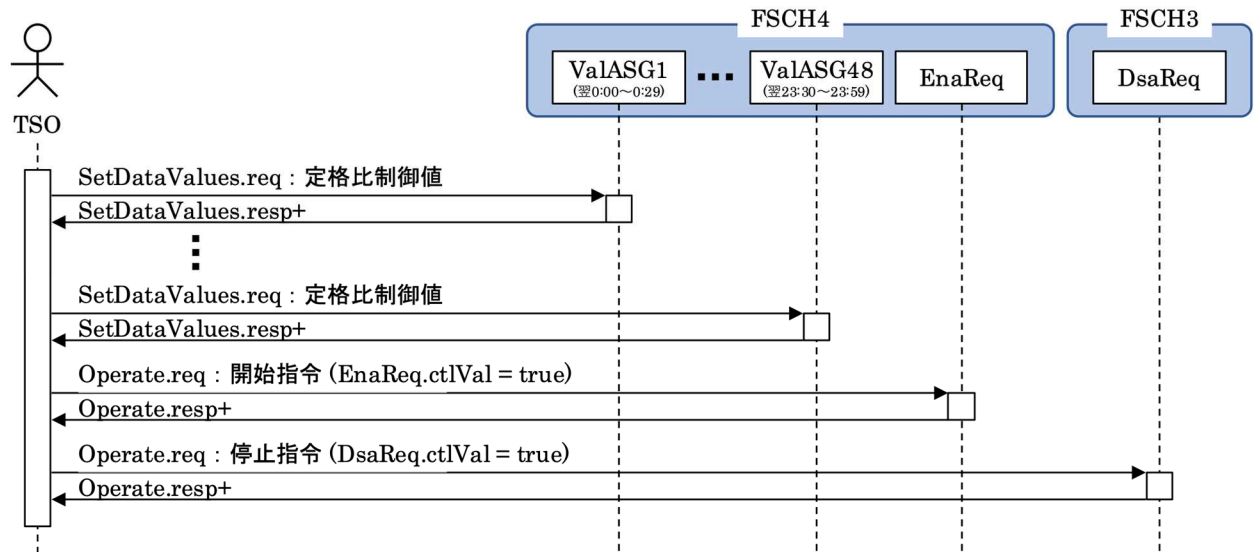 FSCH4
FSCH3
ValASG1
(翌0:00～0:29)
…
ValASG48
(翌23:30～23:59)
EnaReq
DsaReq
TSO
SetDataValues.req：定格比制御値
SetDataValues.resp+
⋮
SetDataValues.req：定格比制御値
SetDataValues.resp+
Operate.req：開始指令 (EnaReq.ctlVal = true)
Operate.resp+
Operate.req：停止指令 (DsaReq.ctlVal = true)
Operate.resp+